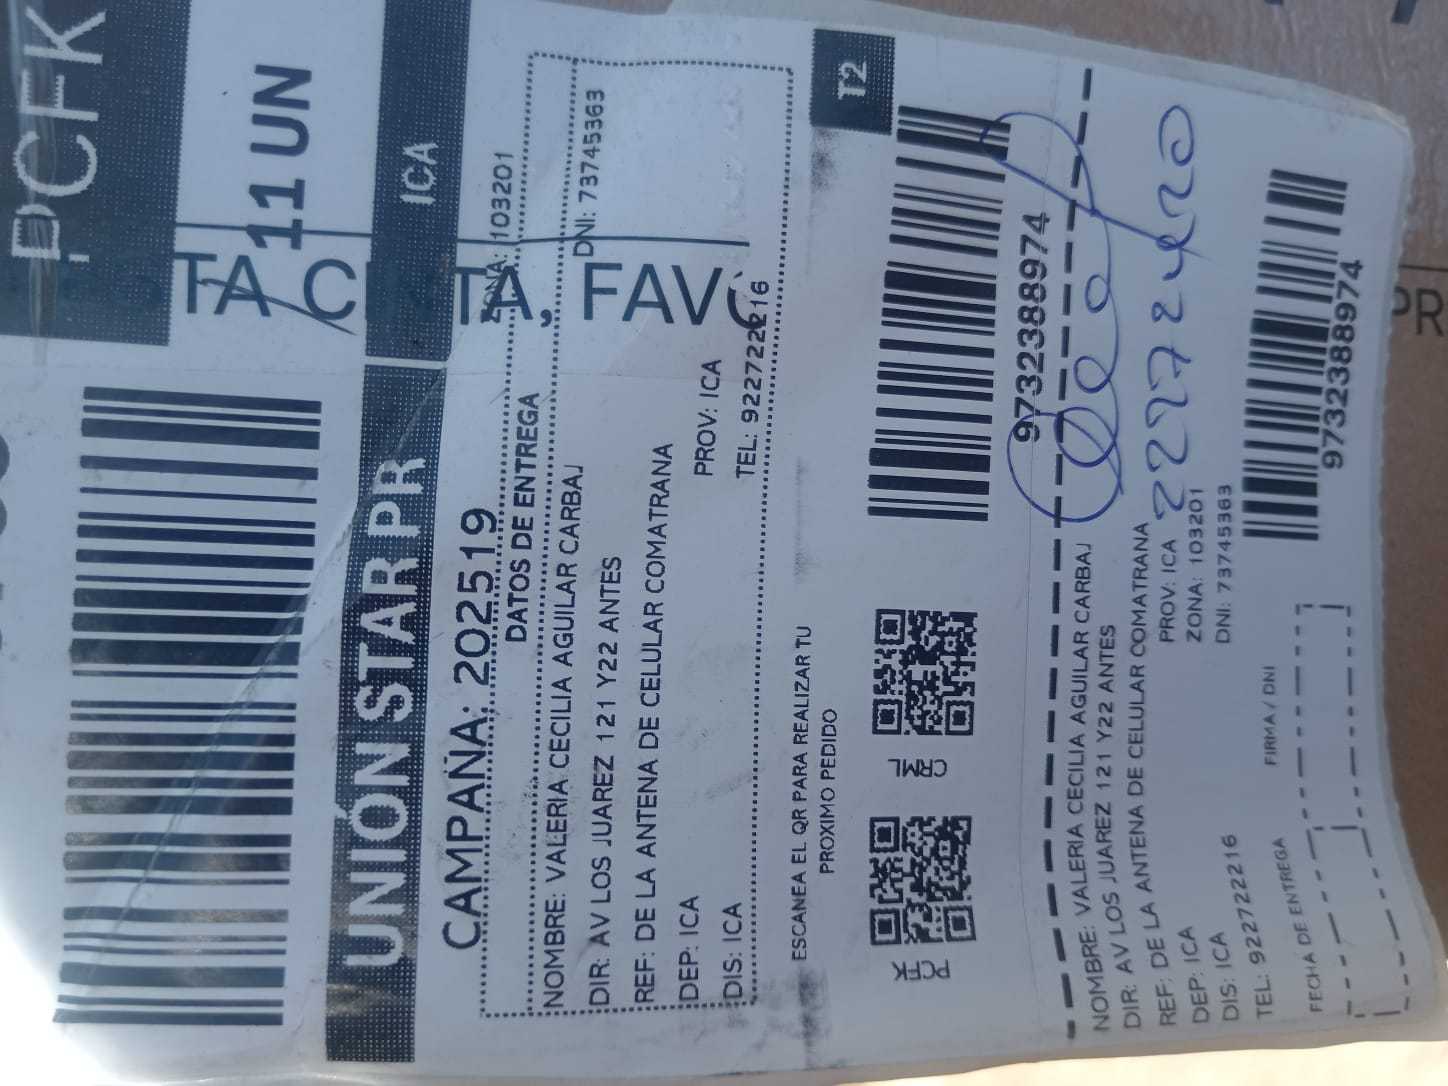 PCFK
11 UN
TA C TA, FAV
UNIÓN STAR PR
ICA
CAMPAÑA: 202519
ZONA: 103201
DATOS DE ENTREGA
NOMBRE: VALERIA CECILIA AGUILAR CARBAJ
DNI: 73745363
DIR: AV LOS JUAREZ 121 Y22 ANTES
REF: DE LA ANTENA DE CELULAR COMATRANA
DEP: ICA
PROV: ICA
DIS: ICA
TEL: 922722216
T2
ESCANEA EL QR PARA REALIZAR TU
PROXIMO PEDIDO
PCFK
CRML
9732388974
NOMBRE: VALERIA CECILIA AGUILAR CARBAJ
DIR: AV LOS JUAREZ 121 Y22 ANTES
REF: DE LA ANTENA DE CELULAR COMATRANA
DEP: ICA
PROV: ICA
DIS: ICA
ZONA: 103201
TEL: 922722216
DNI: 73745363
FECHA DE ENTREGA
FIRMA / DNI
9732388974
PR